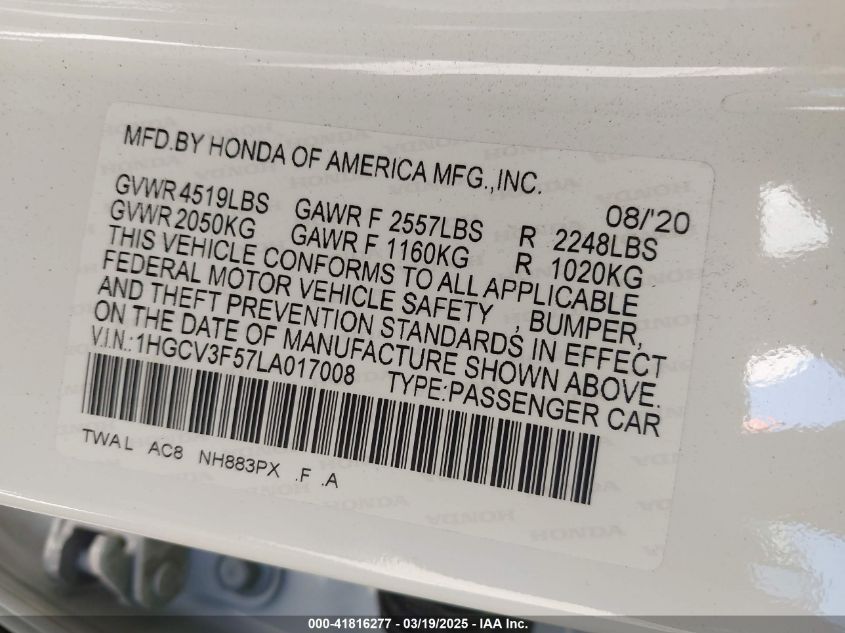 MFD.BY HONDA OF AMERICA MFG.,INC.
08/'20
GVWR 4519LBS GAWR F 2557LBS R 2248LBS
GVWR 2050KG GAWR F 1160KG R 1020KG
THIS VEHICLE CONFORMS TO ALL APPLICABLE
FEDERAL MOTOR VEHICLE SAFETY , BUMPER,
AND THEFT PREVENTION STANDARDS IN EFFECT
ON THE DATE OF MANUFACTURE SHOWN ABOVE.
V.I.N.:1HGCV3F57LA017008 TYPE:PASSENGER CAR
TWAL AC8 NH883PX .F .A
HONDA HONDA HONDA
000-41816277 — 03/19/2025 — IAA Inc.